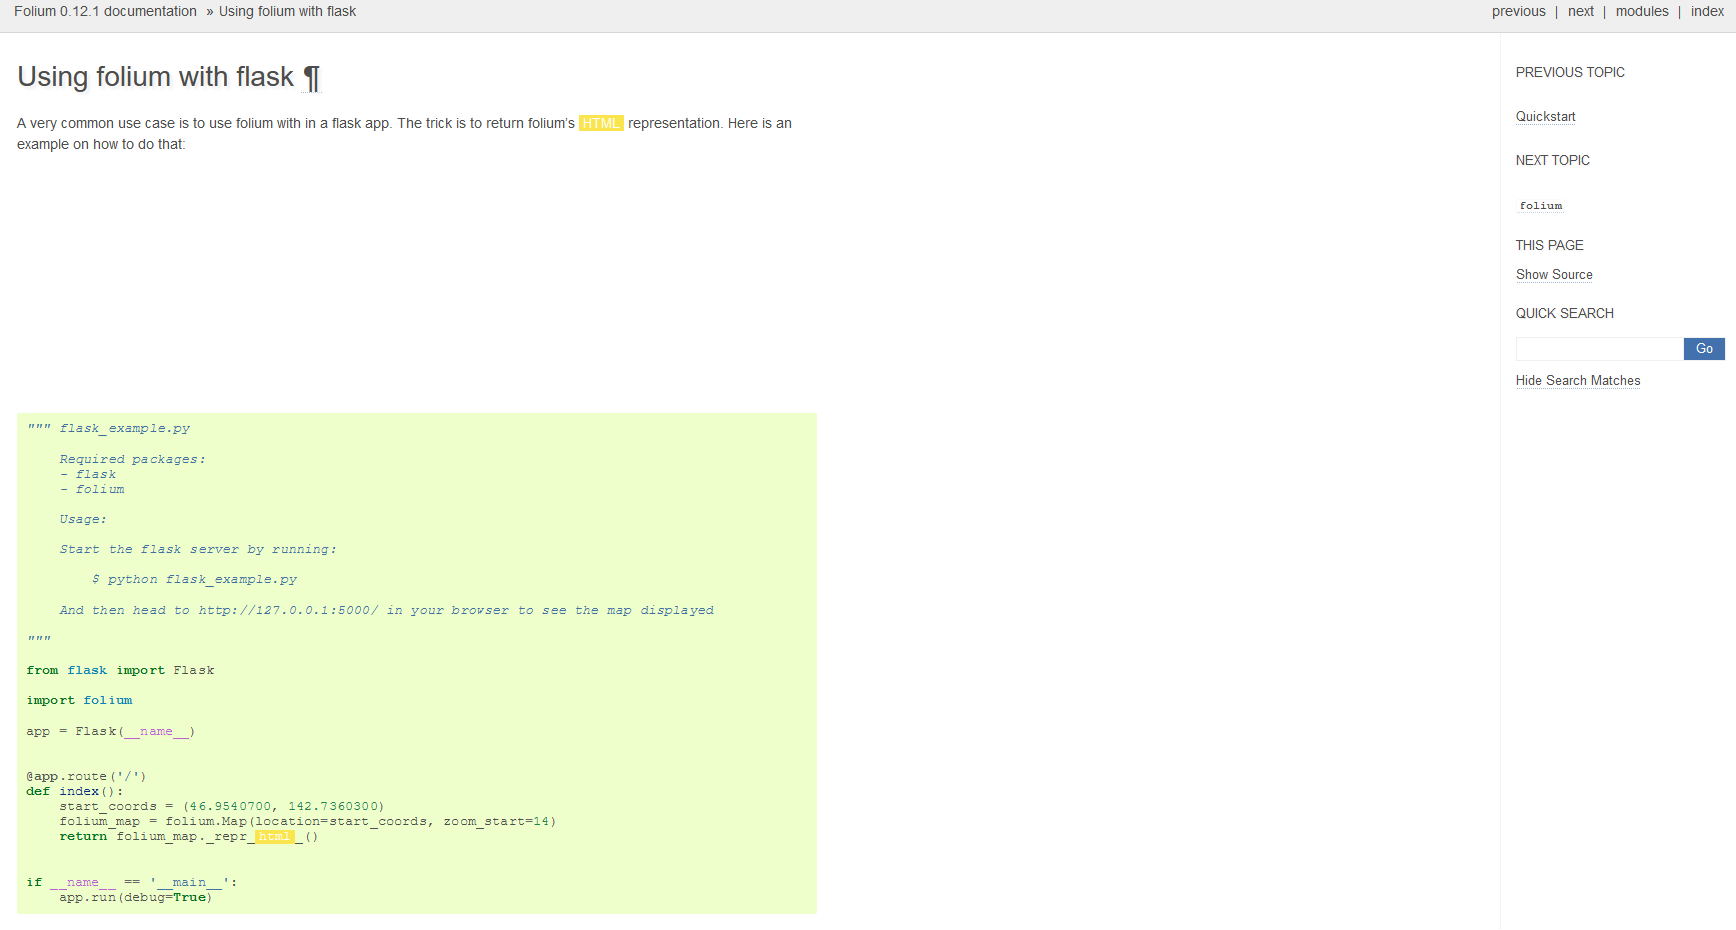 Folium 0.12.1 documentation » Using folium with flask
previous | next | modules | index
Using folium with flask ¶
A very common use case is to use folium with in a flask app. The trick is to return folium's HTML representation. Here is an
example on how to do that:
""" flask_example.py
Required packages:
- flask
- folium
Usage:
Start the flask server by running:
$ python flask_example.py
And then head to http://127.0.0.1:5000/ in your browser to see the map displayed
"""
from flask import Flask
import folium
app = Flask(__name__)
@app.route('/')
def index():
start_coords = (46.9540700, 142.7360300)
folium_map = folium.Map(location=start_coords, zoom_start=14)
return folium_map._repr_html_()
if __name__ == '__main__':
app.run(debug=True)
PREVIOUS TOPIC
Quickstart
NEXT TOPIC
folium
THIS PAGE
Show Source
QUICK SEARCH
Go
Hide Search Matches